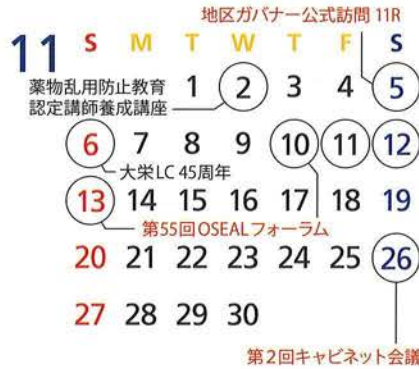 地区ガバナー公式訪問 11R
11 S M T W T F S
薬物乱用防止教育
認定講師養成講座
1 2 3 4 5
6 7 8 9 10 11 12
大栄LC 45周年
13 14 15 16 17 18 19
第55回OSEALフォーラム
20 21 22 23 24 25 26
27 28 29 30
第2回キャビネット会議